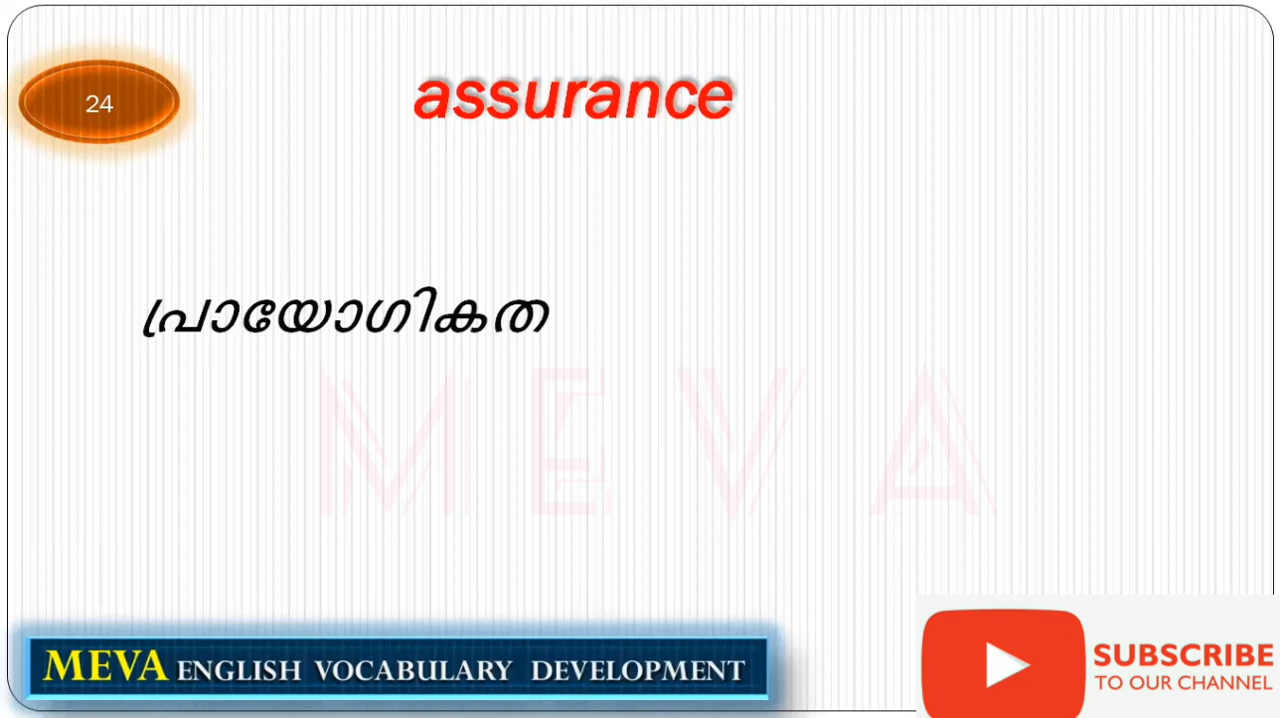 24
assurance
പ്രായോഗികത
MEVA
MEVA ENGLISH VOCABULARY DEVELOPMENT
SUBSCRIBE
TO OUR CHANNEL